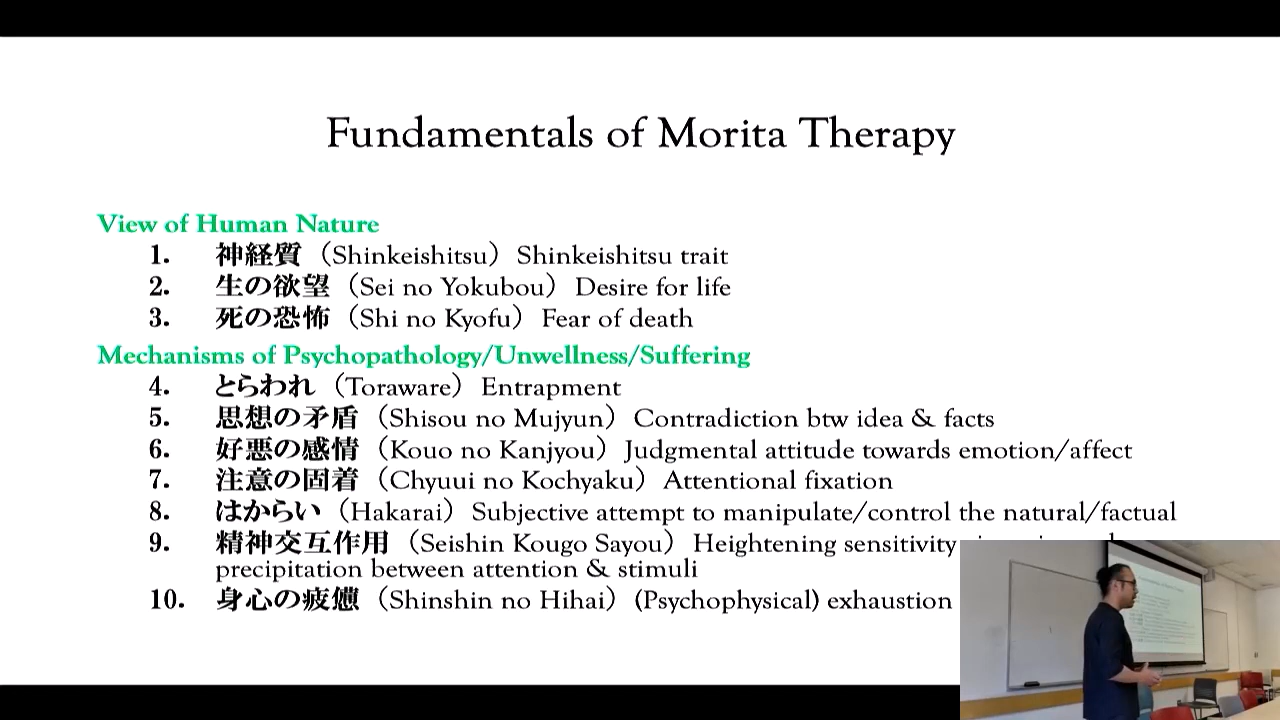 Fundamentals of Morita Therapy
View of Human Nature
1. 神経質（Shinkeishitsu）Shinkeishitsu trait
2. 生の欲望（Sei no Yokubou）Desire for life
3. 死の恐怖（Shi no Kyofu）Fear of death
Mechanisms of Psychopathology/Unwellness/Suffering
4. とらわれ（Toraware）Entrapment
5. 思想の矛盾（Shisou no Mujyun）Contradiction btw idea & facts
6. 好悪の感情（Kouo no Kanjyou）Judgmental attitude towards emotion/affect
7. 注意の固着（Chyuui no Kochyaku）Attentional fixation
8. はからい（Hakarai）Subjective attempt to manipulate/control the natural/factual
9. 精神交互作用（Seishin Kougo Sayou）Heightening sensitivity
precipitation between attention & stimuli
10. 身心の疲憊（Shinshin no Hihai）(Psychophysical) exhaustion